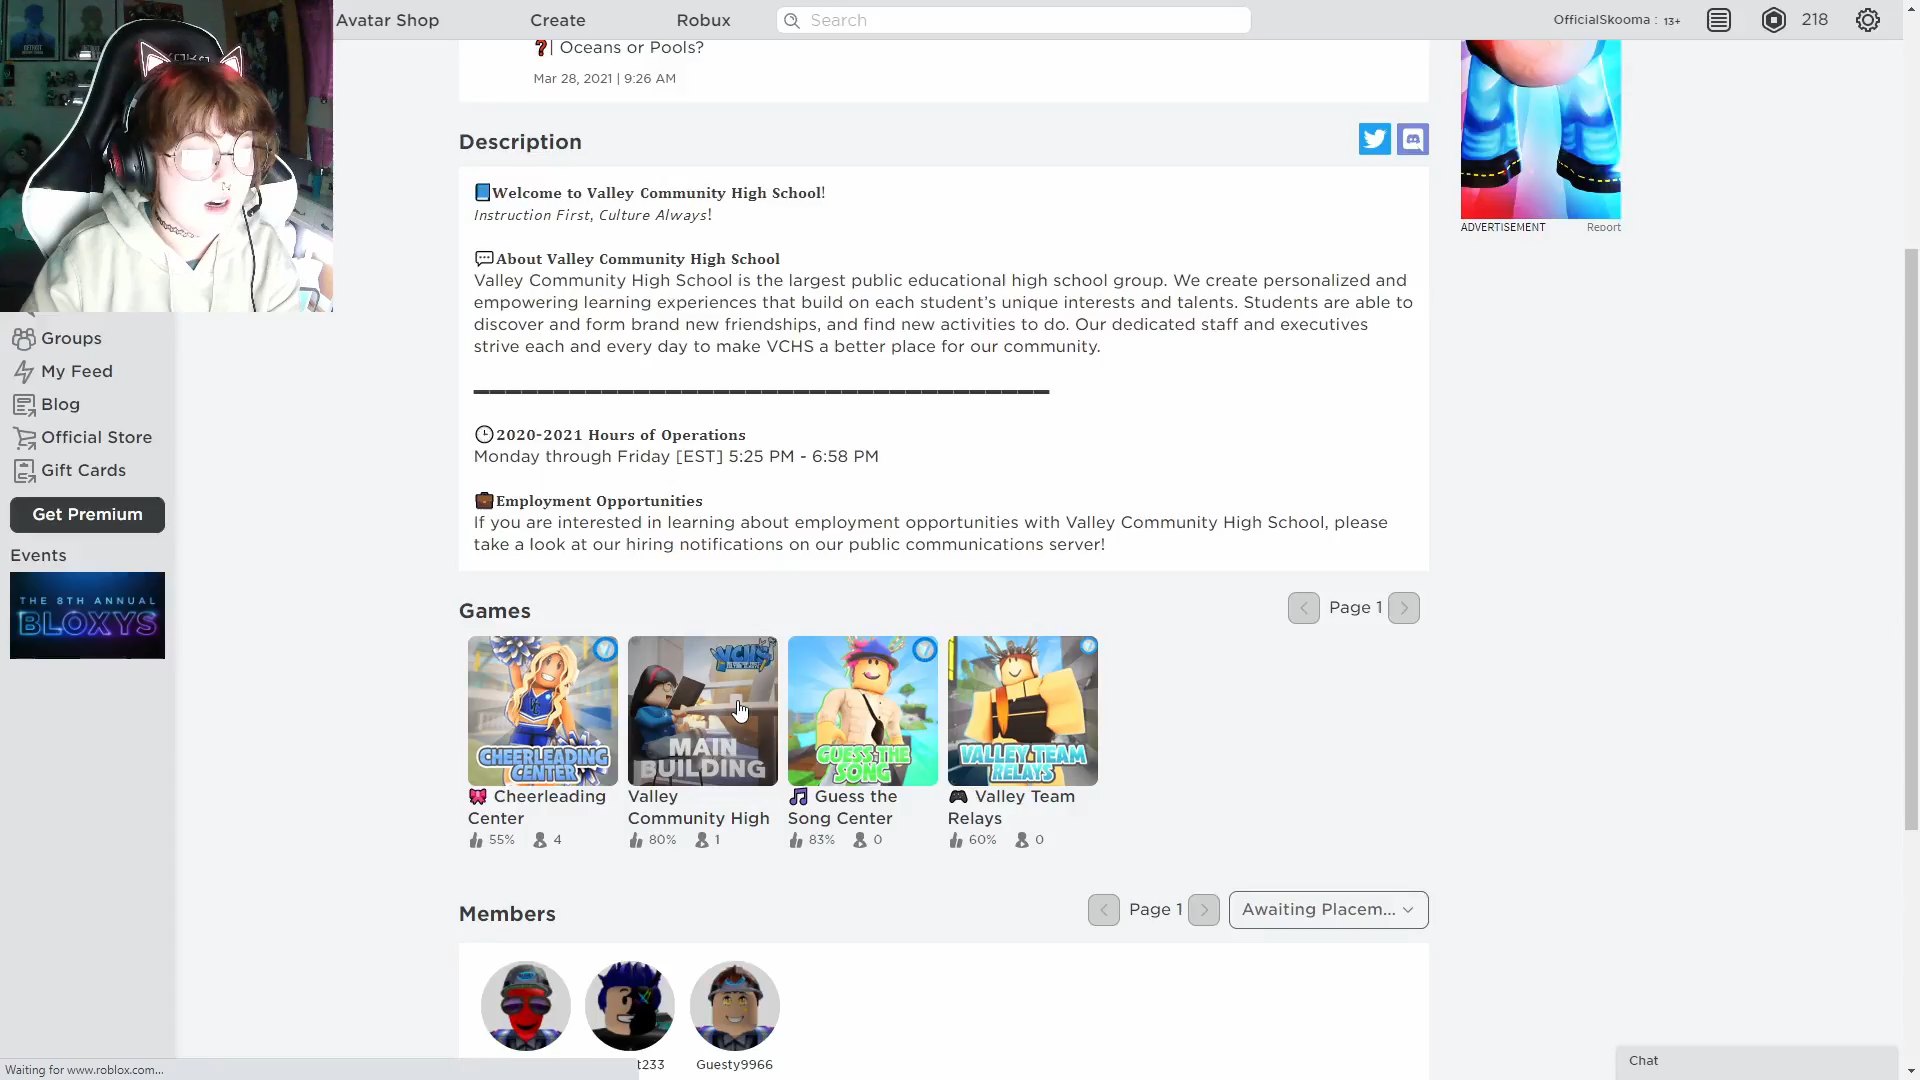 Avatar Shop
Create
Robux
Search
OfficialSkooma : 13+
218
❓| Oceans or Pools?
Mar 28, 2021 | 9:26 AM
Description
📘Welcome to Valley Community High School!
Instruction First, Culture Always!
💬About Valley Community High School
Valley Community High School is the largest public educational high school group. We create personalized and
empowering learning experiences that build on each student’s unique interests and talents. Students are able to
discover and form brand new friendships, and find new activities to do. Our dedicated staff and executives
strive each and every day to make VCHS a better place for our community.
🕒2020-2021 Hours of Operations
Monday through Friday [EST] 5:25 PM - 6:58 PM
💼Employment Opportunities
If you are interested in learning about employment opportunities with Valley Community High School, please
take a look at our hiring notifications on our public communications server!
ADVERTISEMENT
Report
Groups
My Feed
Blog
Official Store
Gift Cards
Get Premium
Events
THE 8TH ANNUAL
BLOXYS
Games
Page 1
CHEERLEADING
CENTER
VCHS
MAIN
BUILDING
GUESS THE
SONG
VALLEY TEAM
RELAYS
🎀 Cheerleading
Center
55%
4
Valley
Community High
80%
1
🎵 Guess the
Song Center
83%
0
🎮 Valley Team
Relays
60%
0
Members
Page 1
Awaiting Placem...
t233
Guesty9966
Waiting for www.roblox.com...
Chat